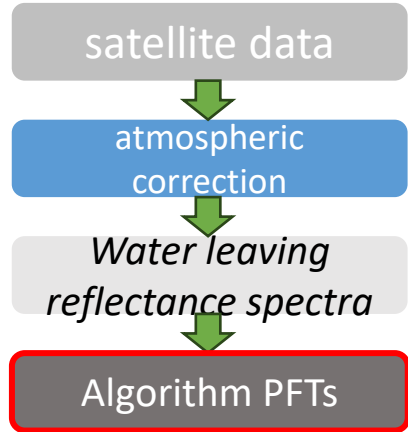 satellite data
atmospheric
correction
Water leaving
reflectance spectra
Algorithm PFTs